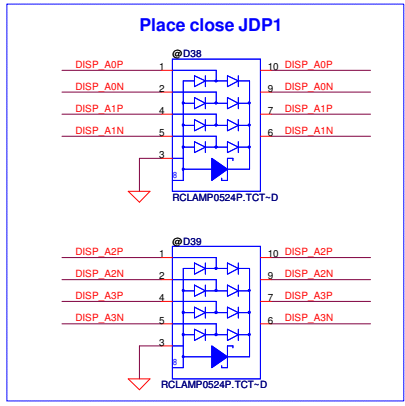 Place close JDP1
@D38
DISP_A0P 1 10 DISP_A0P
DISP_A0N 2 9 DISP_A0N
DISP_A1P 4 7 DISP_A1P
DISP_A1N 5 6 DISP_A1N
3
8
RCLAMP0524P.TCT~D
@D39
DISP_A2P 1 10 DISP_A2P
DISP_A2N 2 9 DISP_A2N
DISP_A3P 4 7 DISP_A3P
DISP_A3N 5 6 DISP_A3N
3
8
RCLAMP0524P.TCT~D